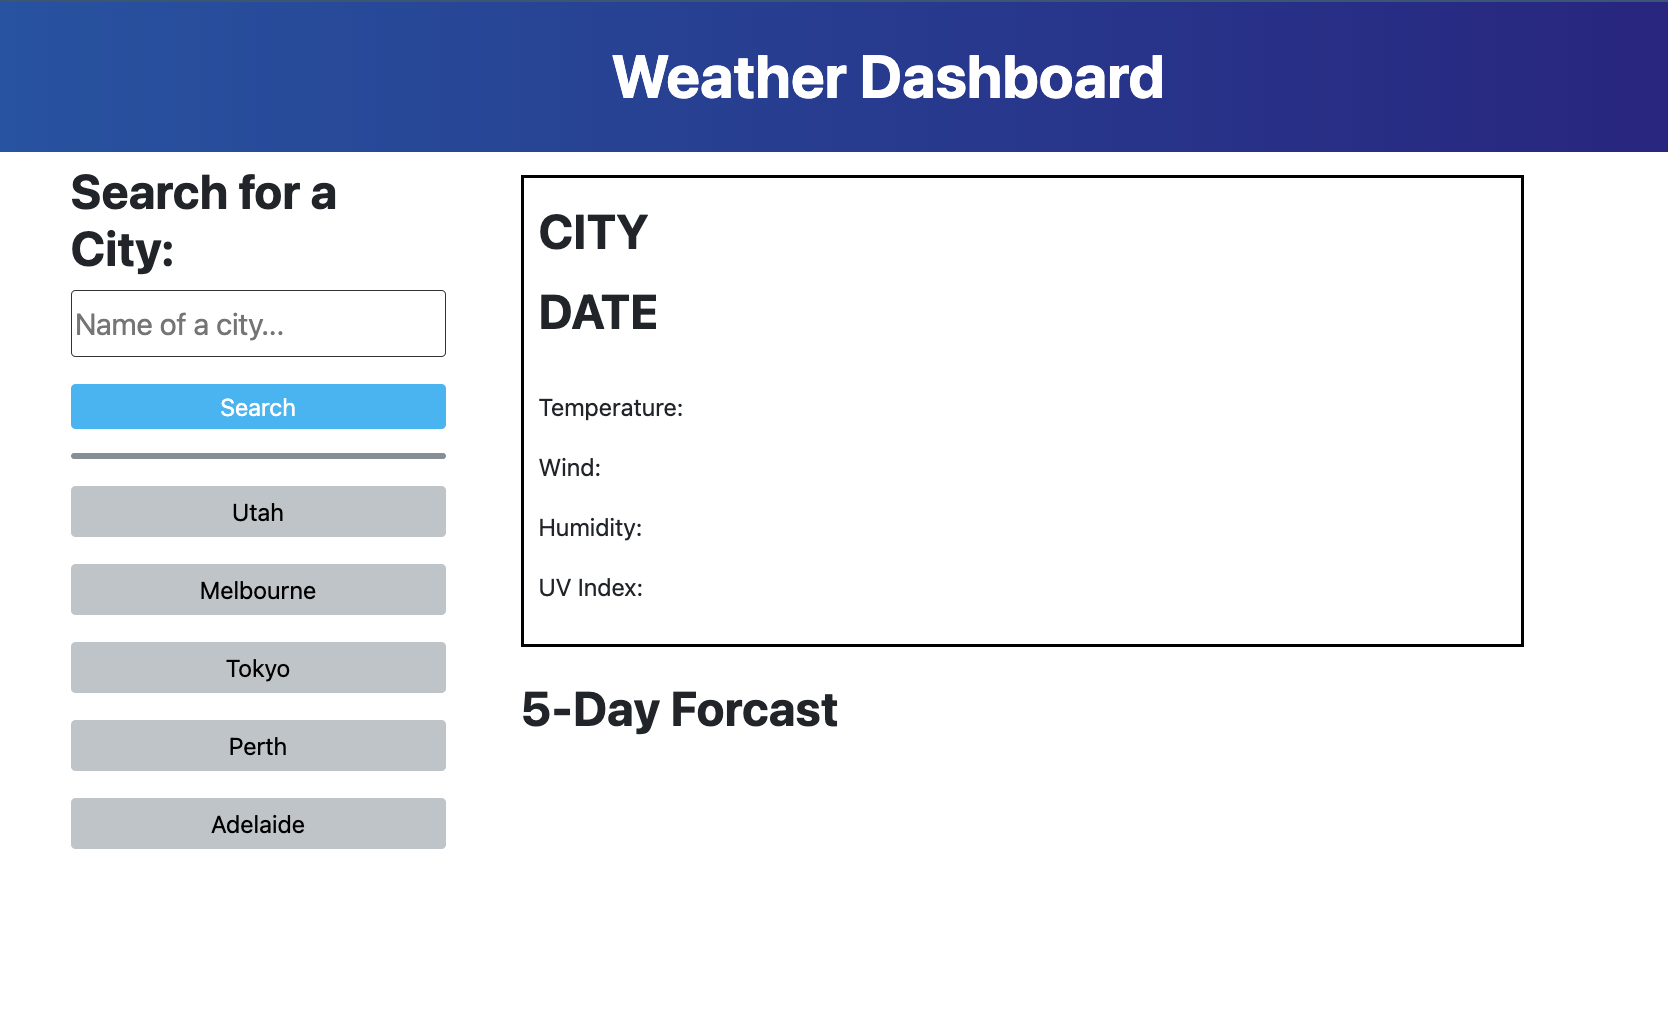 Weather Dashboard
Search for a
City:
Name of a city...
Search
Utah
Melbourne
Tokyo
Perth
Adelaide
CITY
DATE
Temperature:
Wind:
Humidity:
UV Index:
5-Day Forcast